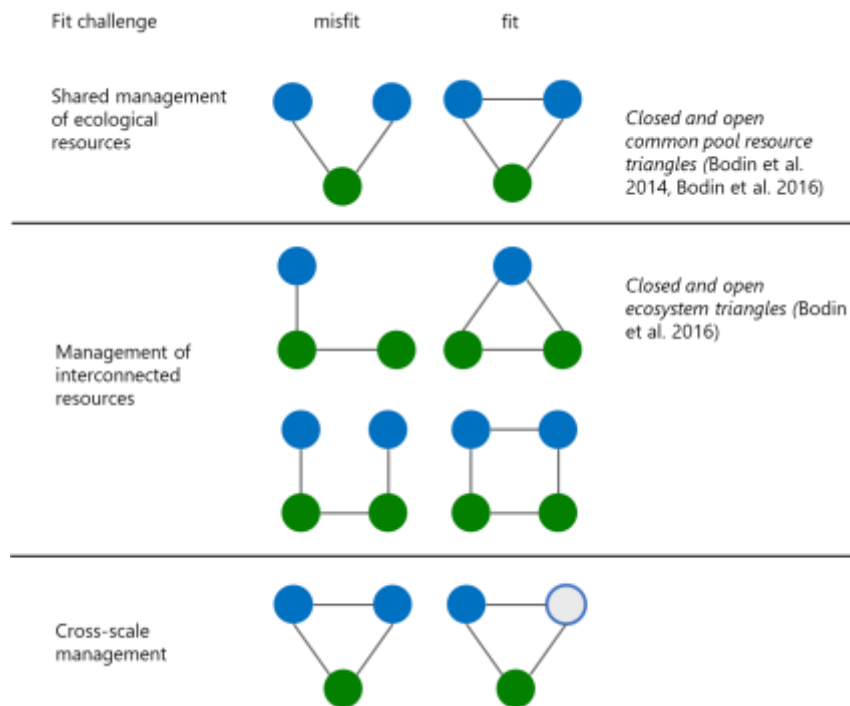 Fit challenge
misfit
fit
Shared management
of ecological
resources
Closed and open
common pool resource
triangles (Bodin et al.
2014, Bodin et al. 2016)
Management of
interconnected
resources
Closed and open
ecosystem triangles (Bodin
et al. 2016)
Cross-scale
management